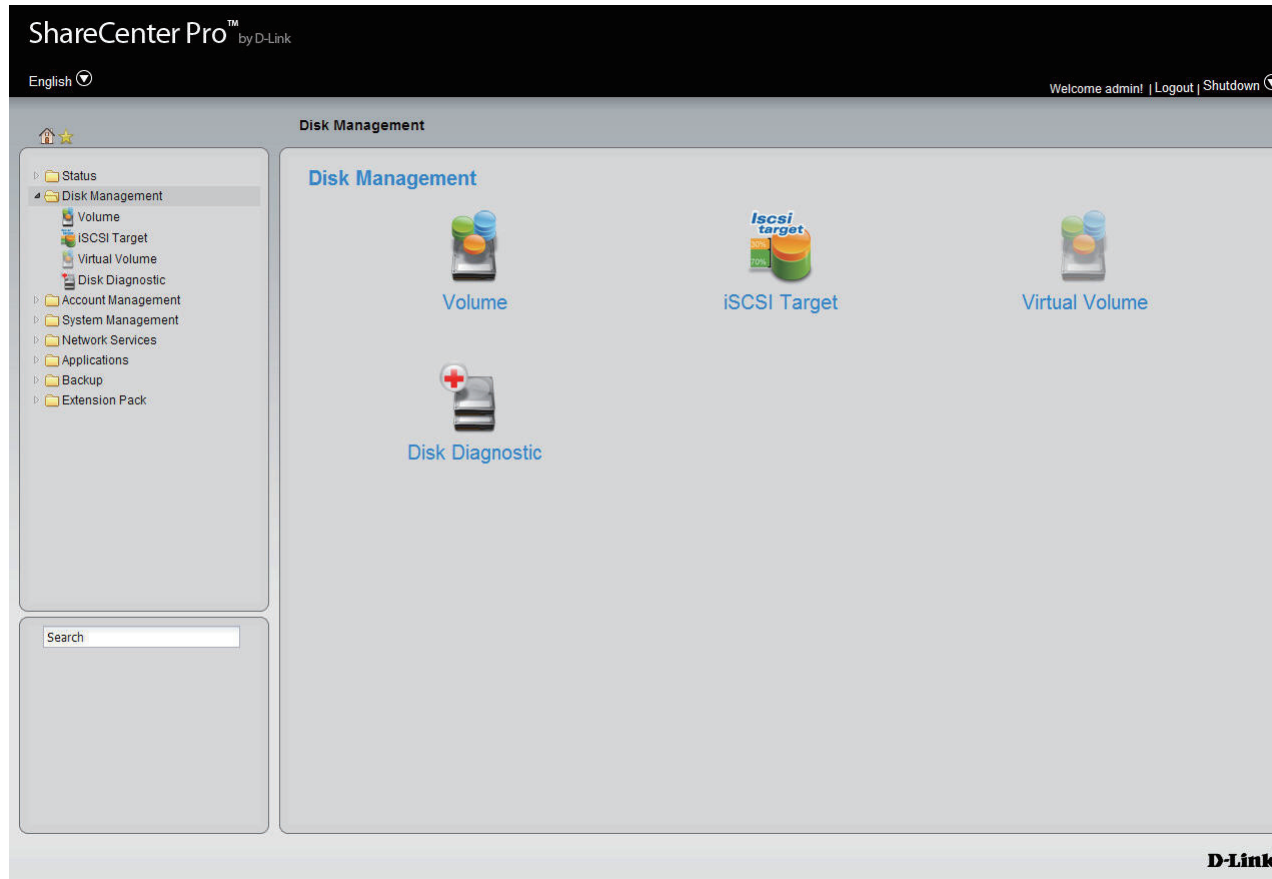 ShareCenter Pro™ by D-Link
English
Welcome admin! | Logout | Shutdown
Disk Management
Status
Disk Management
Volume
iSCSI Target
Virtual Volume
Disk Diagnostic
Account Management
System Management
Network Services
Applications
Backup
Extension Pack
Search
Disk Management
Iscsi
target
30%
70%
Volume
iSCSI Target
Virtual Volume
Disk Diagnostic
D-Link